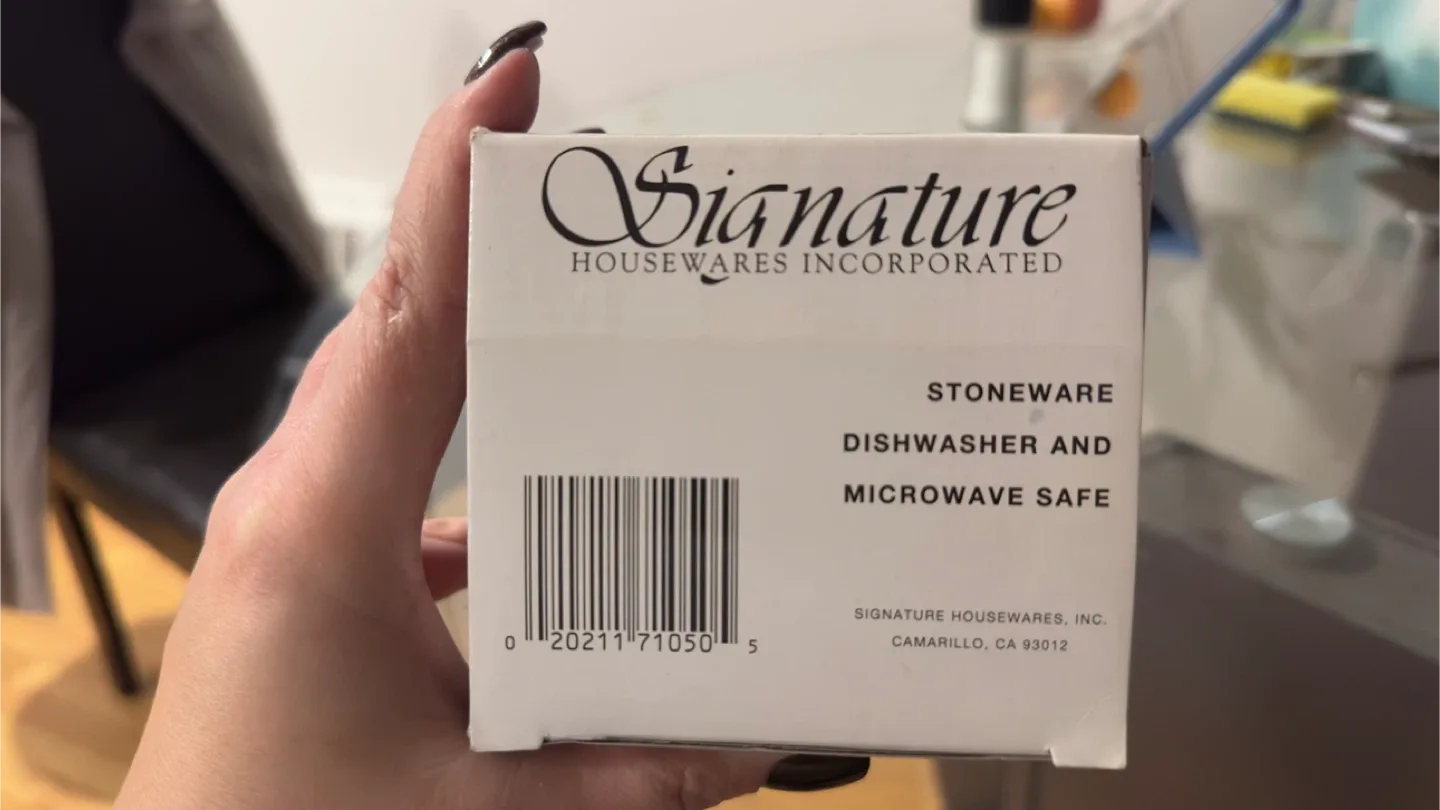 Signature
HOUSEWARES INCORPORATED
STONEWARE
DISHWASHER AND
MICROWAVE SAFE
0 20211 71050 5
SIGNATURE HOUSEWARES, INC.
CAMARILLO, CA 93012